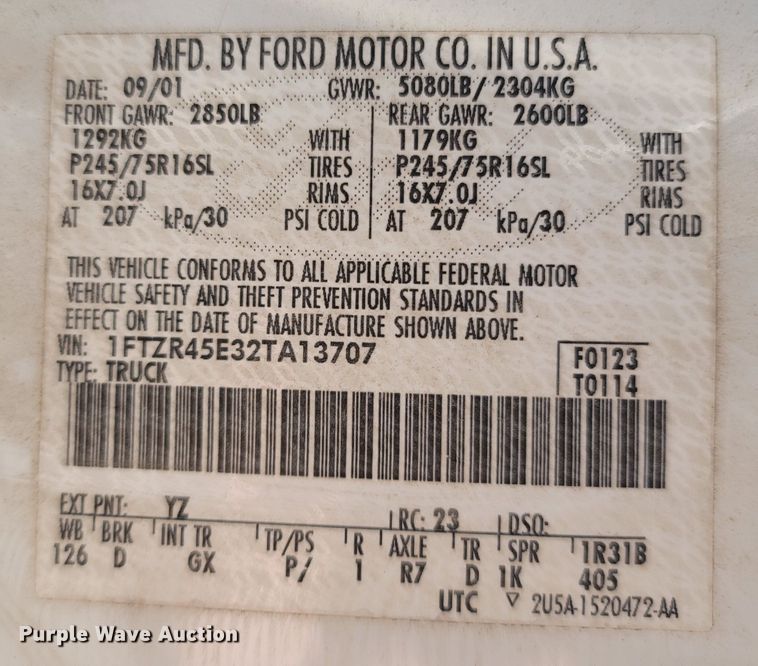 MFD. BY FORD MOTOR CO. IN U.S.A.
DATE: 09/01 GVWR: 5080LB/ 2304KG
FRONT GAWR: 2850LB REAR GAWR: 2600LB
1292KG WITH 1179KG WITH
P245/75R16SL TIRES P245/75R16SL TIRES
16X7.0J RIMS 16X7.0J RIMS
AT 207 kPa/30 PSI COLD AT 207 kPa/30 PSI COLD
THIS VEHICLE CONFORMS TO ALL APPLICABLE FEDERAL MOTOR
VEHICLE SAFETY AND THEFT PREVENTION STANDARDS IN
EFFECT ON THE DATE OF MANUFACTURE SHOWN ABOVE.
VIN: 1FTZR45E32TA13707 F0123
TYPE: TRUCK T0114
EXT PNT: YZ RC: 23 DSO:
WB BRK INT TR TP/PS R AXLE TR SPR 1R31B
126 D GX P/ 1 R7 D 1K 405
UTC ▽ 2U5A-1520472-AA
Purple Wave Auction